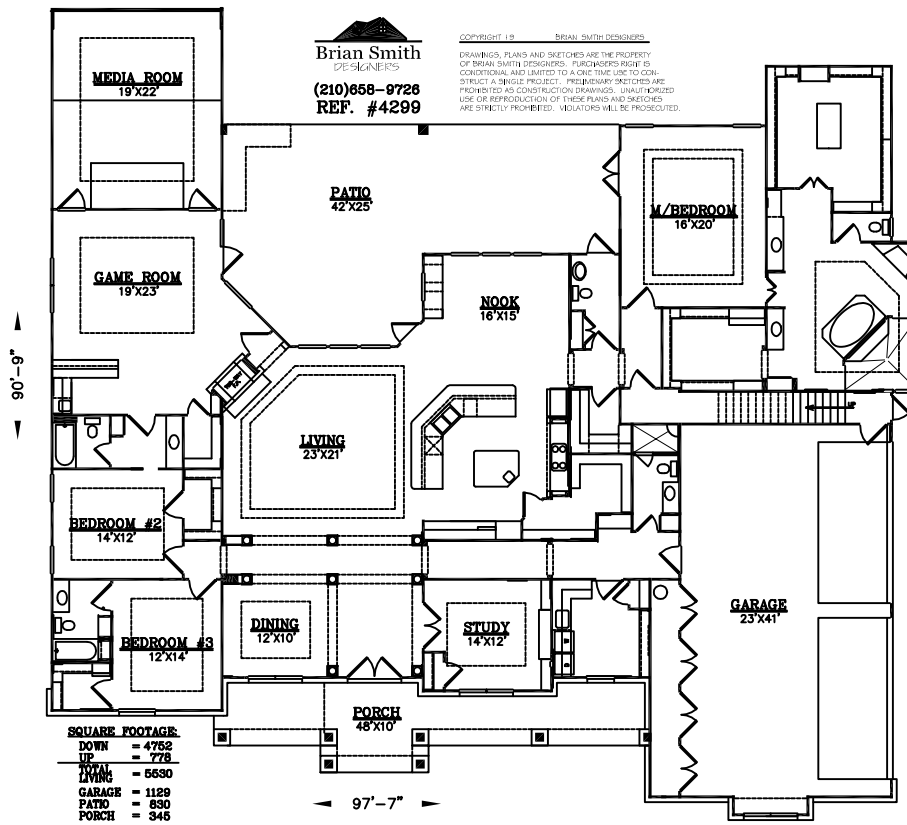 Brian Smith
DESIGNERS
(210)658-9726
REF. #4299
COPYRIGHT 19 BRIAN SMITH DESIGNERS
DRAWINGS, PLANS AND SKETCHES ARE THE PROPERTY
OF BRIAN SMITH DESIGNERS. PURCHASERS RIGHT IS
CONDITIONAL AND LIMITED TO A ONE TIME USE TO CON-
STRUCT A SINGLE PROJECT. PRELIMENARY SKETCHES ARE
PROHIBITED AS CONSTRUCTION DRAWINGS. UNAUTHORIZED
USE OR REPRODUCTION OF THESE PLANS AND SKETCHES
ARE STRICTLY PROHIBITED. VIOLATORS WILL BE PROSECUTED.
MEDIA ROOM
19'X22'
PATIO
42'X25'
M/BEDROOM
16'X20'
GAME ROOM
19'X23'
NOOK
16'X15'
90'-9"
LIVING
23'X21'
BEDROOM #2
14'X12'
BEDROOM #3
12'X14'
DINING
12'X10'
STUDY
14'X12'
GARAGE
23'X41'
PORCH
48'X10'
97'-7"
SQUARE FOOTAGE:
DOWN = 4752
UP = 778
TOTAL LIVING = 5530
GARAGE = 1129
PATIO = 830
PORCH = 345